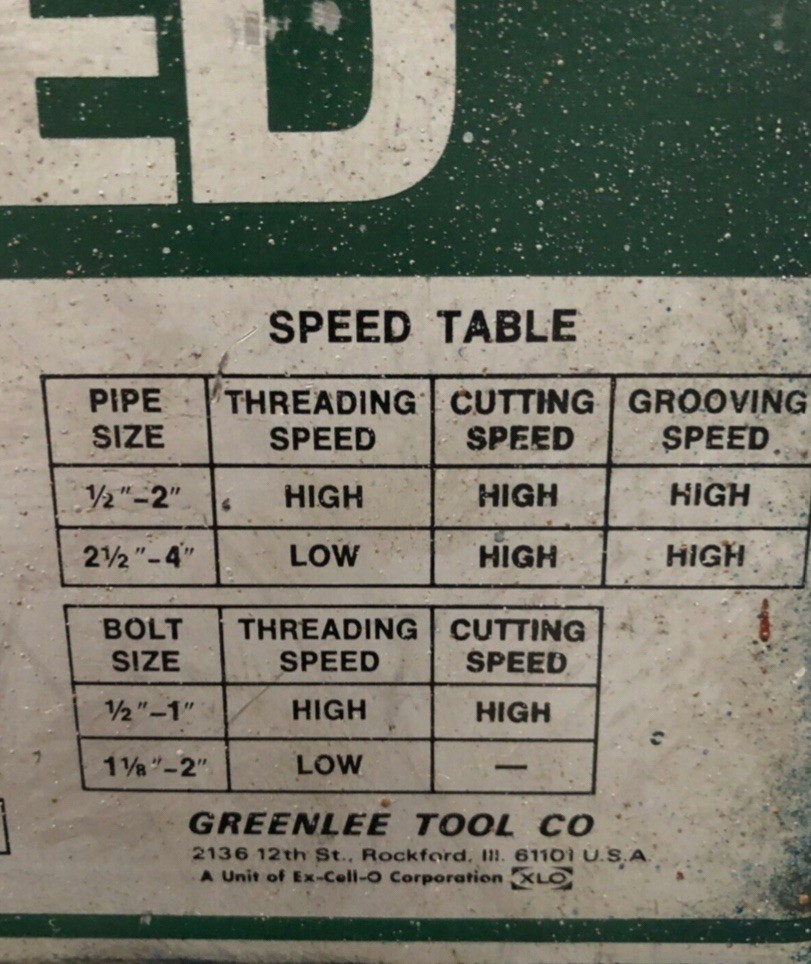 ED
SPEED TABLE
PIPE SIZE THREADING SPEED CUTTING SPEED GROOVING SPEED
½"–2" HIGH HIGH HIGH
2½"–4" LOW HIGH HIGH
BOLT SIZE THREADING SPEED CUTTING SPEED
½"–1" HIGH HIGH
1⅛"–2" LOW —
GREENLEE TOOL CO
2136 12th St., Rockford, Ill. 61101 U.S.A.
A Unit of Ex-Cell-O Corporation XLO